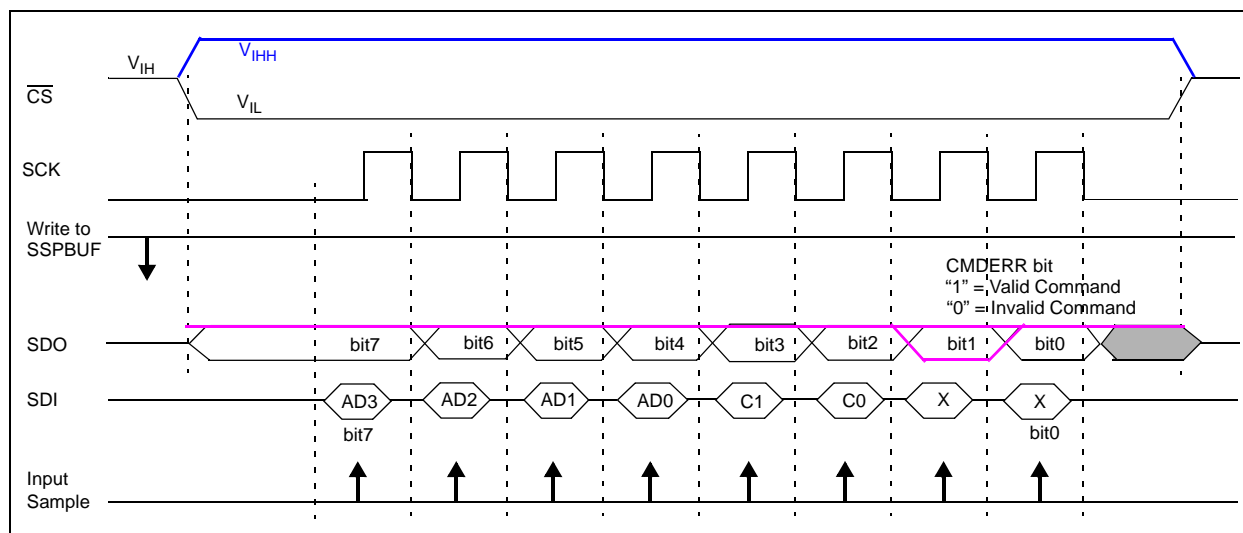 VIHH
VIH
CS
VIL
SCK
Write to
SSPBUF
CMDERR bit
“1” = Valid Command
“0” = Invalid Command
SDO bit7 bit6 bit5 bit4 bit3 bit2 bit1 bit0
SDI AD3 AD2 AD1 AD0 C1 C0 X X
bit7 bit0
Input
Sample